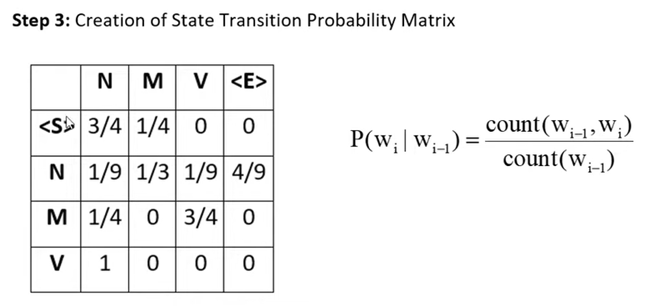 Step 3: Creation of State Transition Probability Matrix
N M V <E>
<S> 3/4 1/4 0 0
N 1/9 1/3 1/9 4/9
M 1/4 0 3/4 0
V 1 0 0 0
P(wᵢ | wᵢ₋₁) = count(wᵢ₋₁, wᵢ)
count(wᵢ₋₁)